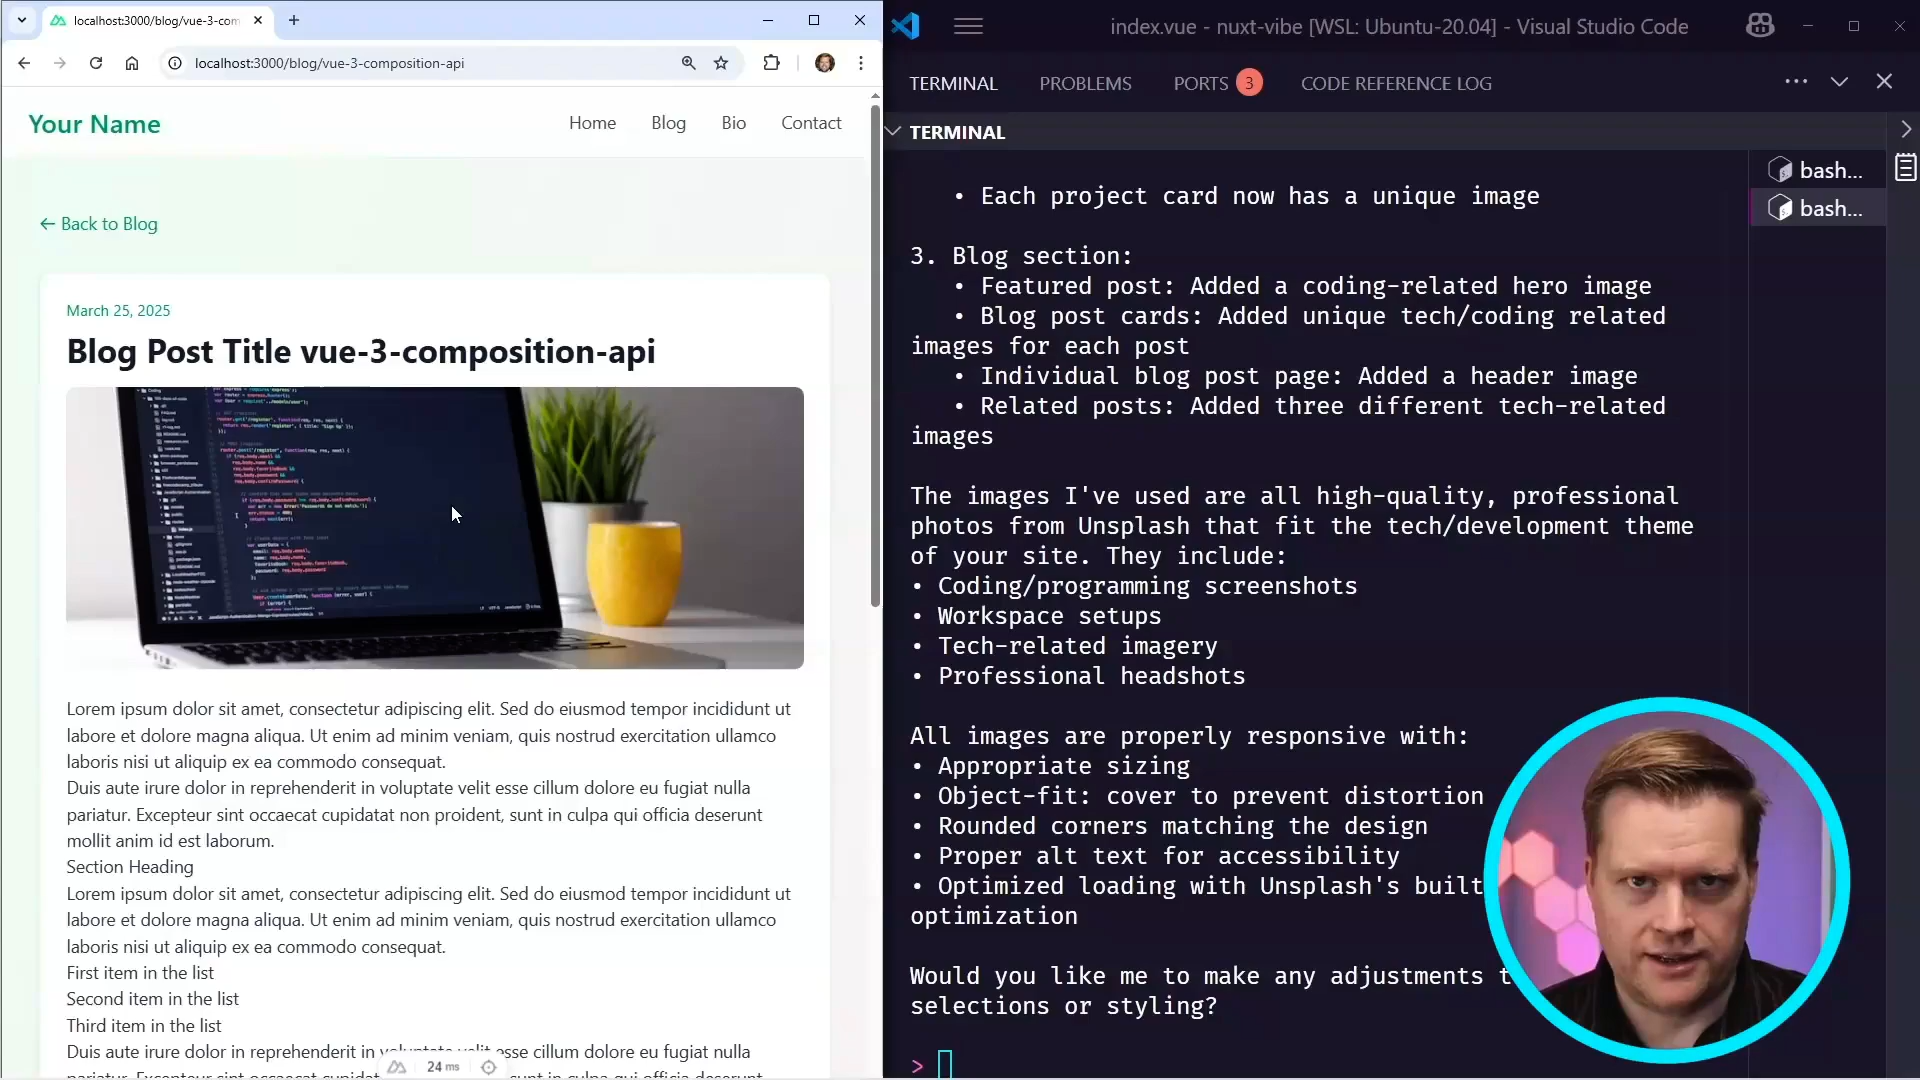 localhost:3000/blog/vue-3-com
localhost:3000/blog/vue-3-composition-api
Your Name
Home
Blog
Bio
Contact
← Back to Blog
March 25, 2025
Blog Post Title vue-3-composition-api
Lorem ipsum dolor sit amet, consectetur adipiscing elit. Sed do eiusmod tempor incididunt ut
labore et dolore magna aliqua. Ut enim ad minim veniam, quis nostrud exercitation ullamco
laboris nisi ut aliquip ex ea commodo consequat.
Duis aute irure dolor in reprehenderit in voluptate velit esse cillum dolore eu fugiat nulla
pariatur. Excepteur sint occaecat cupidatat non proident, sunt in culpa qui officia deserunt
mollit anim id est laborum.
Section Heading
Lorem ipsum dolor sit amet, consectetur adipiscing elit. Sed do eiusmod tempor incididunt ut
labore et dolore magna aliqua. Ut enim ad minim veniam, quis nostrud exercitation ullamco
laboris nisi ut aliquip ex ea commodo consequat.
First item in the list
Second item in the list
Third item in the list
Duis aute irure dolor in reprehenderit in voluptate velit esse cillum dolore eu fugiat nulla
24 ms
index.vue - nuxt-vibe [WSL: Ubuntu-20.04] - Visual Studio Code
TERMINAL
PROBLEMS
PORTS 3
CODE REFERENCE LOG
TERMINAL
bash...
bash...
• Each project card now has a unique image
3. Blog section:
• Featured post: Added a coding-related hero image
• Blog post cards: Added unique tech/coding related
images for each post
• Individual blog post page: Added a header image
• Related posts: Added three different tech-related
images
The images I've used are all high-quality, professional
photos from Unsplash that fit the tech/development theme
of your site. They include:
• Coding/programming screenshots
• Workspace setups
• Tech-related imagery
• Professional headshots
All images are properly responsive with:
• Appropriate sizing
• Object-fit: cover to prevent distortion
• Rounded corners matching the design
• Proper alt text for accessibility
• Optimized loading with Unsplash's built
optimization
Would you like me to make any adjustments t
selections or styling?
>